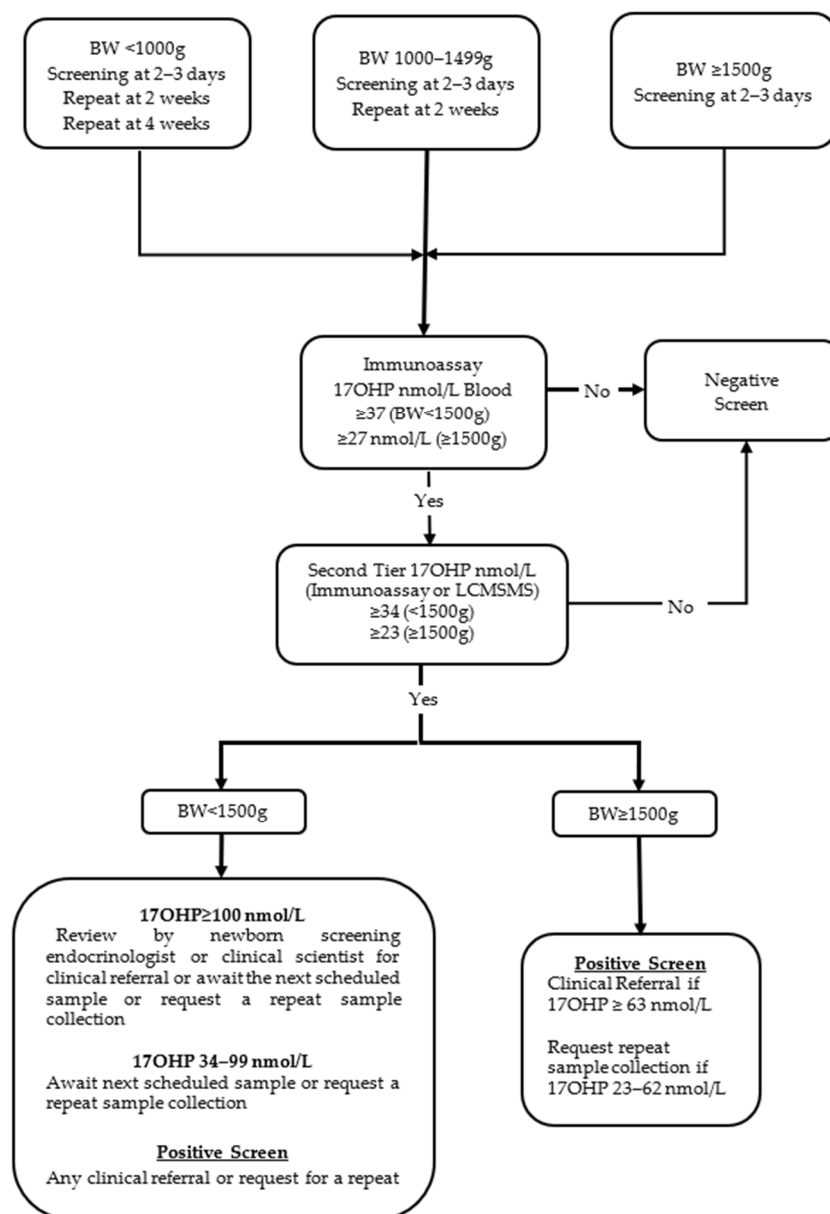 BW <1000g
Screening at 2–3 days
Repeat at 2 weeks
Repeat at 4 weeks
BW 1000–1499g
Screening at 2–3 days
Repeat at 2 weeks
BW ≥1500g
Screening at 2–3 days
Immunoassay
17OHP nmol/L Blood
≥37 (BW<1500g)
≥27 nmol/L (≥1500g)
No
Negative
Screen
Yes
Second Tier 17OHP nmol/L
(Immunoassay or LCMSMS)
≥34 (<1500g)
≥23 (≥1500g)
No
Yes
BW<1500g
BW≥1500g
17OHP≥100 nmol/L
Review by newborn screening
endocrinologist or clinical scientist for
clinical referral or await the next scheduled
sample or request a repeat sample
collection
17OHP 34–99 nmol/L
Await next scheduled sample or request a
repeat sample collection
Positive Screen
Any clinical referral or request for a repeat
Positive Screen
Clinical Referral if
17OHP ≥ 63 nmol/L
Request repeat
sample collection if
17OHP 23–62 nmol/L